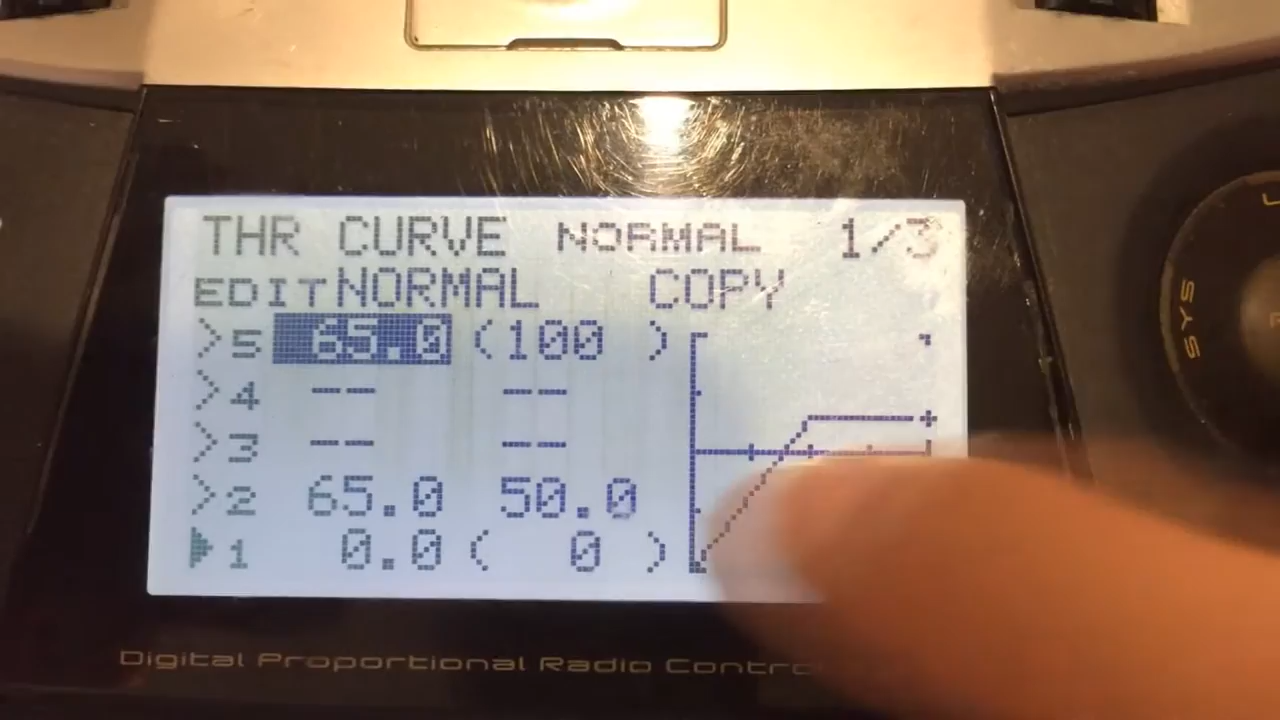 THR CURVE NORMAL 1/3
EDIT NORMAL COPY
>5 65.0 (100 )
>4 -- --
>3 -- --
>2 65.0 50.0
▶1 0.0 ( 0 )
SYS
Digital Proportional Radio Contro